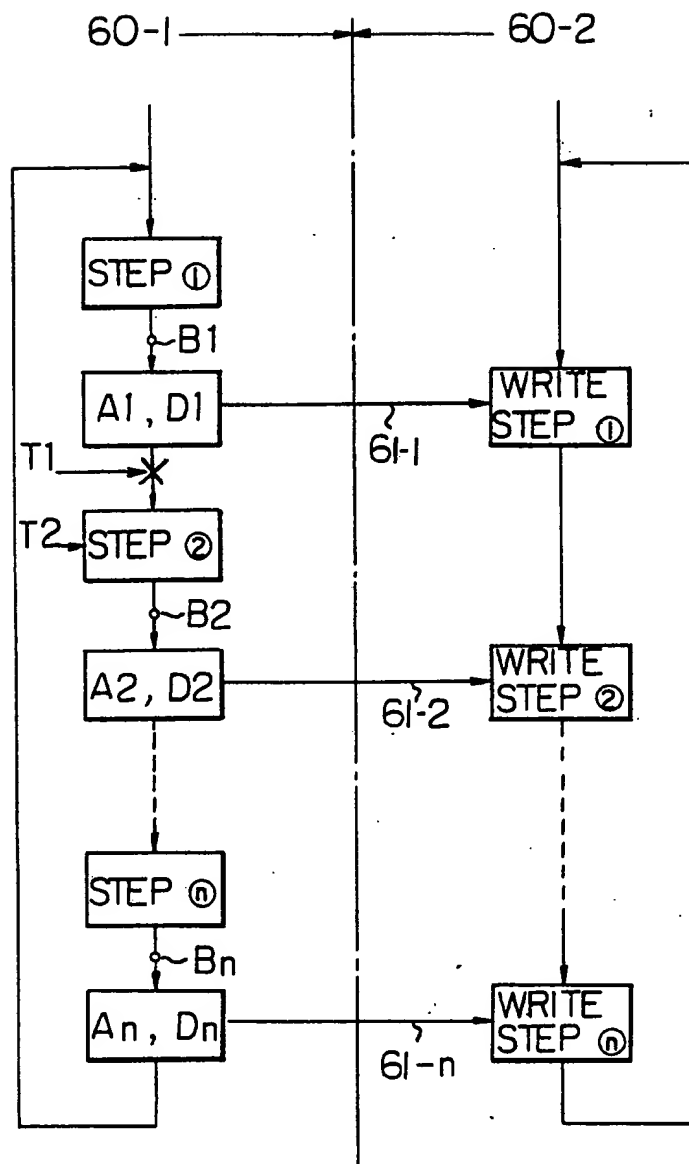 60-1 60-2
STEP ①
B1
A1, D1
WRITE
STEP ①
61-1
T1
T2
STEP ②
B2
A2, D2
WRITE
STEP ②
61-2
STEP ⓝ
Bn
An, Dn
WRITE
STEP ⓝ
61-n